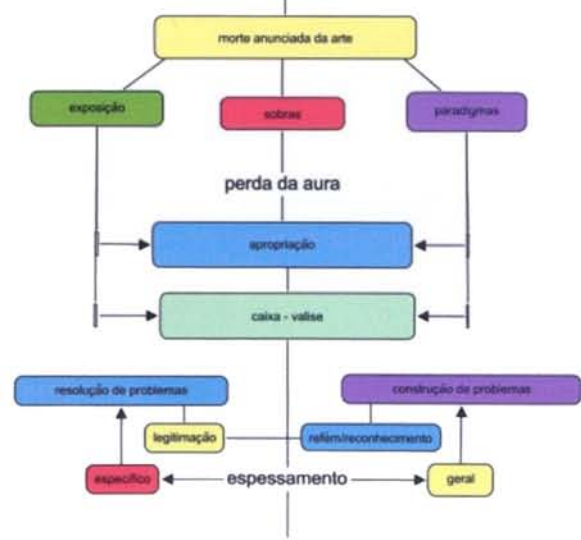 morte anunciada da arte
exposição
sobras
paradigmas
perda da aura
apropriação
caixa - valise
resolução de problemas
construção de problemas
legitimação
refém/reconhecimento
específico
espessamento
geral